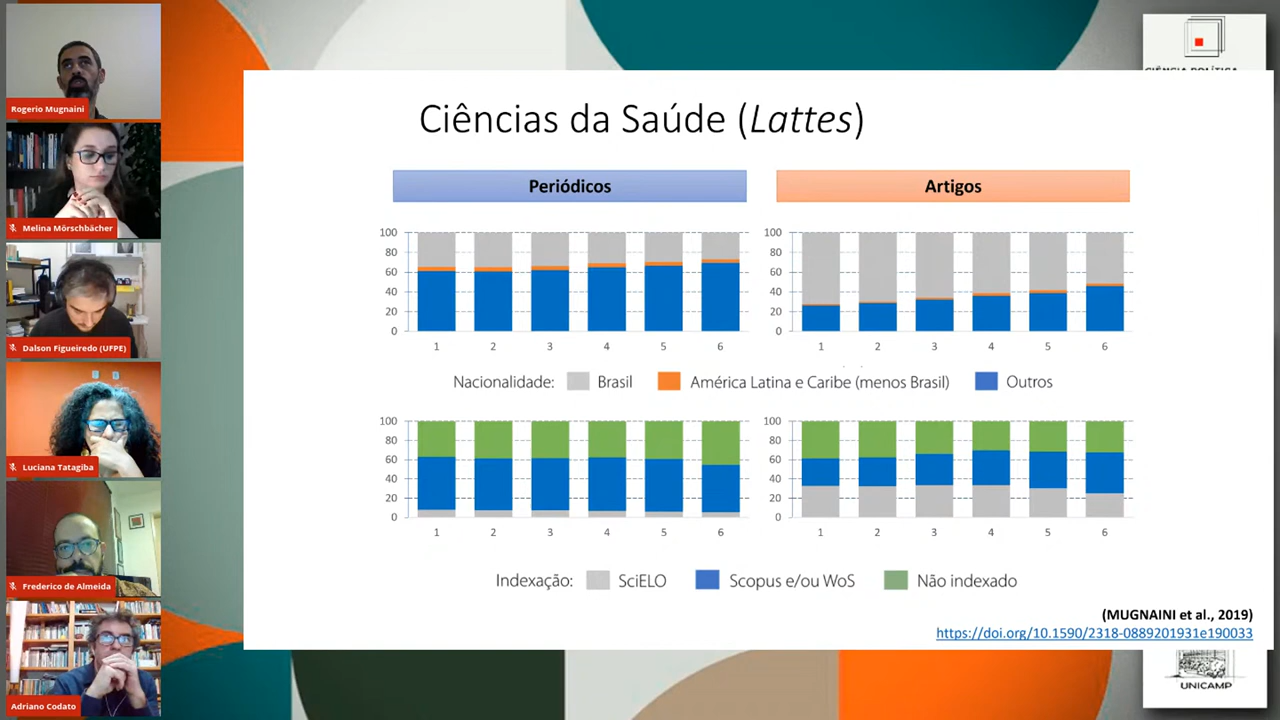 Rogerio Mugnaini
Melina Mörschbächer
Dalson Figueiredo (UFPE)
Luciana Tatagiba
Frederico de Almeida
Adriano Codato
CIÊNCIA POLÍTICA
Ciências da Saúde (Lattes)
Periódicos
Artigos
100
80
60
40
20
0
1 2 3 4 5 6
100
80
60
40
20
0
1 2 3 4 5 6
Nacionalidade: Brasil América Latina e Caribe (menos Brasil) Outros
100
80
60
40
20
0
1 2 3 4 5 6
100
80
60
40
20
0
1 2 3 4 5 6
Indexação: SciELO Scopus e/ou WoS Não indexado
(MUGNAINI et al., 2019)
https://doi.org/10.1590/2318-0889201931e190033
UNICAMP